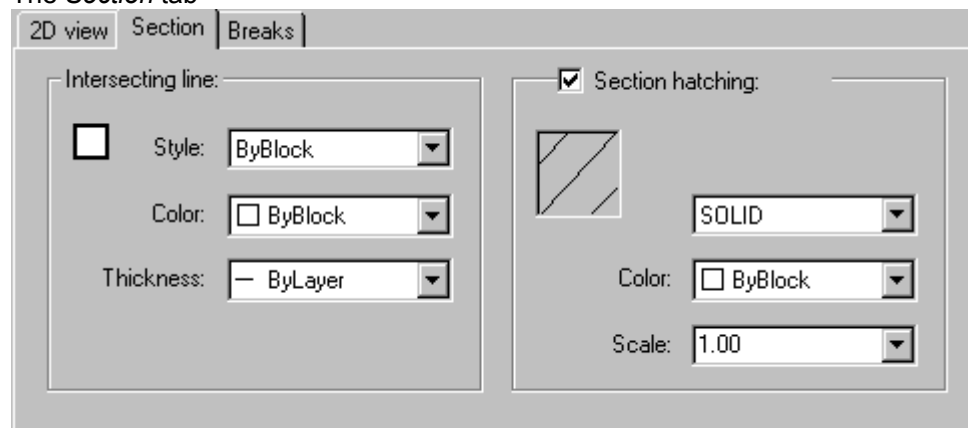 The Section tab
2D view Section Breaks
Intersecting line:
Style: ByBlock
Color: ByBlock
Thickness: ByLayer
Section hatching:
SOLID
Color: ByBlock
Scale: 1.00